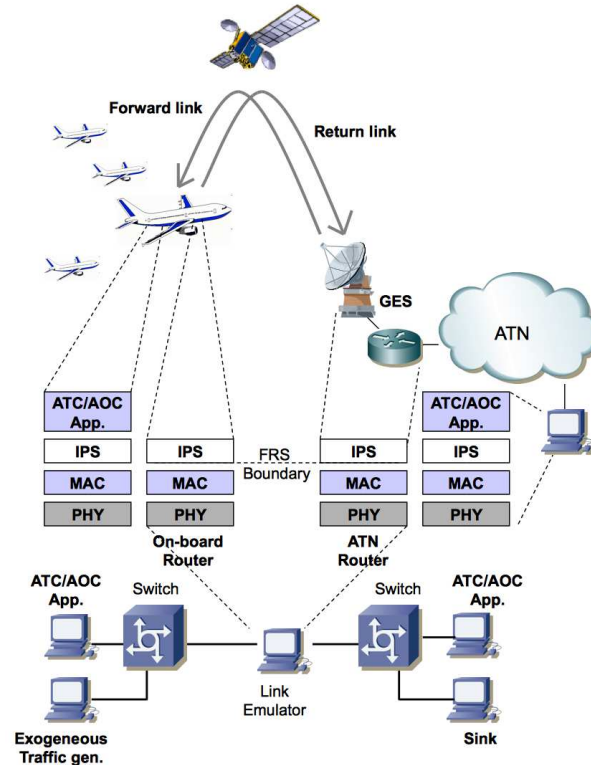 Forward link
Return link
GES
ATN
ATC/AOC
App.
ATC/AOC
App.
IPS
IPS
FRS
Boundary
IPS
IPS
MAC
MAC
MAC
MAC
PHY
PHY
PHY
PHY
On-board
Router
ATN
Router
ATC/AOC
App.
Switch
Switch
ATC/AOC
App.
Link
Emulator
Exogeneous
Traffic gen.
Sink